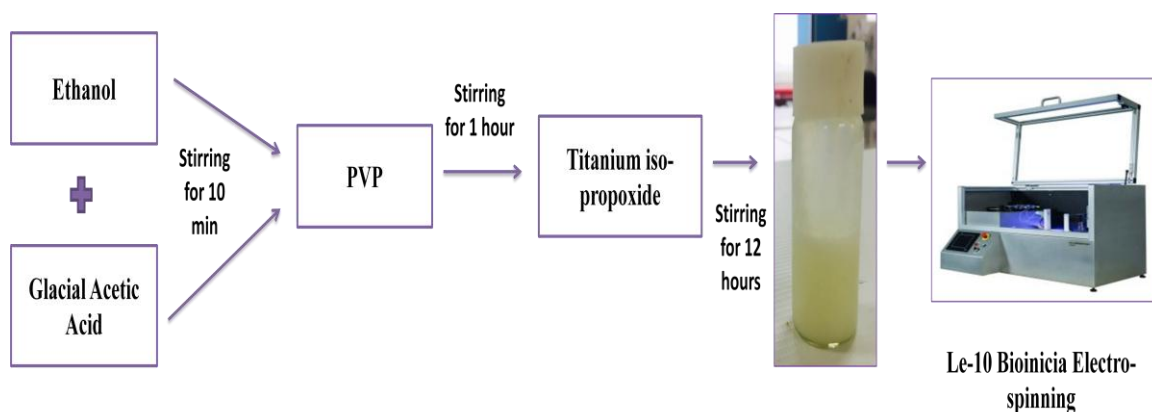 Ethanol
Glacial Acetic
Acid
Stirring
for 10
min
PVP
Stirring
for 1 hour
Titanium iso-
propoxide
Stirring
for 12
hours
Le-10 Bioinicia Electro-
spinning